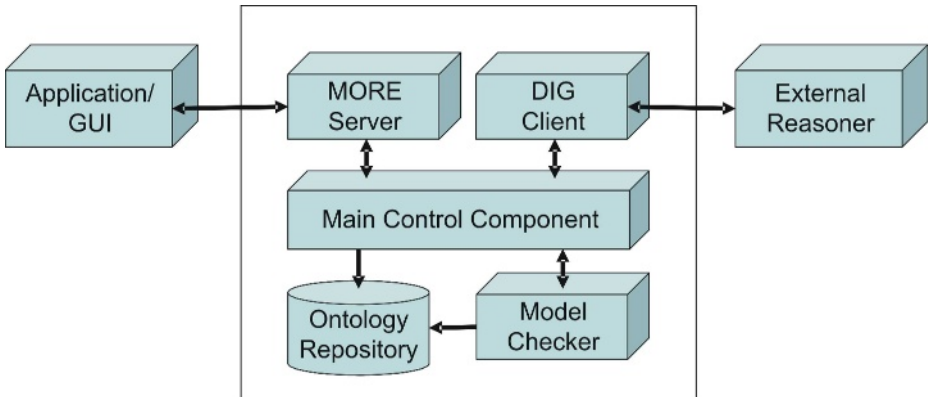 Application/
GUI
MORE
Server
DIG
Client
External
Reasoner
Main Control Component
Ontology
Repository
Model
Checker